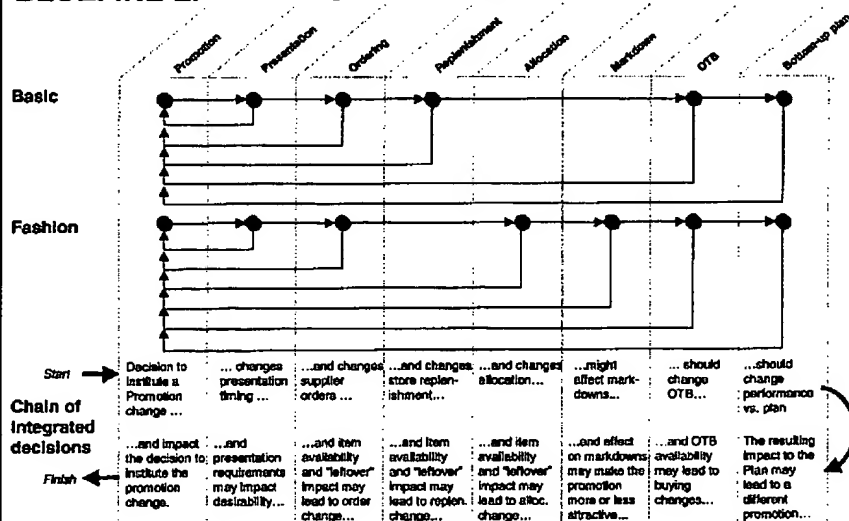 Promotion
Presentation
Ordering
Replenishment
Allocation
Markdown
OTB
Bottom-up plan
Basic
Fashion
Start
Decision to
institute a
Promotion
change ...
... changes
presentation
timing ...
...and changes
supplier
orders ...
...and changes
store replen-
ishment...
...and changes
allocation...
...might
affect mark-
downs...
... should
change
OTB...
...should
change
performance
vs. plan
Chain of
integrated
decisions
Finish
...and impact
the decision to
institute the
promotion
change.
...and
presentation
requirements
may impact
desirability...
...and item
availability
and "leftover"
impact may
lead to order
change...
...and item
availability
and "leftover"
impact may
lead to replen.
change...
...and item
availability
and "leftover"
impact may
lead to alloc.
change...
...and effect
on markdowns
may make the
promotion
more or less
attractive...
...and OTB
availability
may lead to
buying
changes...
The resulting
impact to the
Plan may
lead to a
different
promotion...